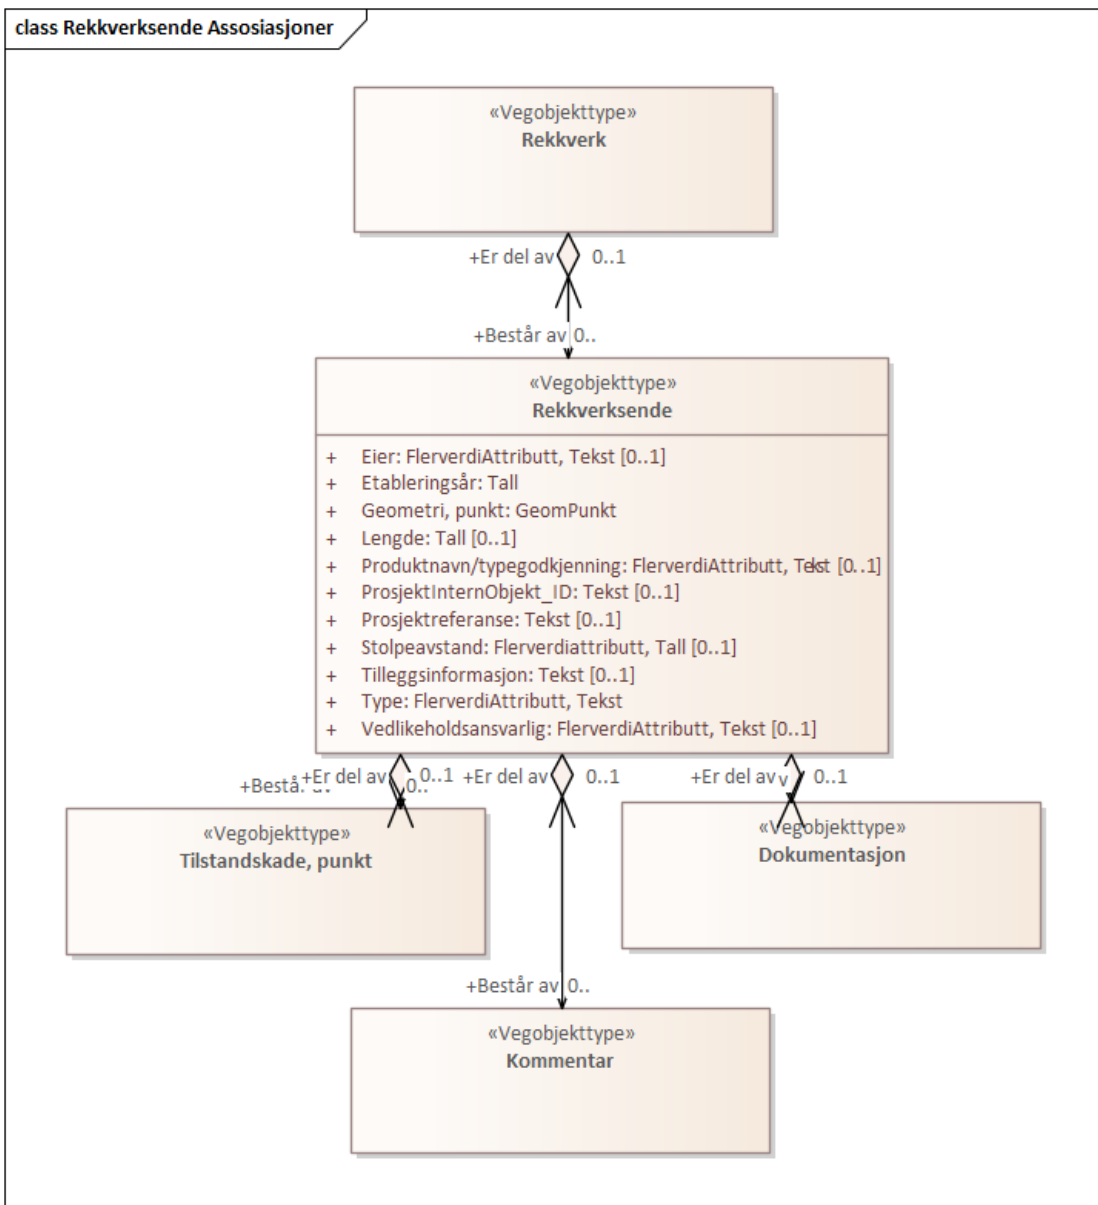 class Rekkverksende Assosiasjoner
«Vegobjekttype»
Rekkverk
+Er del av 0..1
+Består av 0..
«Vegobjekttype»
Rekkverksende
+ Eier: FlerverdiAttributt, Tekst [0..1]
+ Etableringsår: Tall
+ Geometri, punkt: GeomPunkt
+ Lengde: Tall [0..1]
+ Produktnavn/typegodkjenning: FlerverdiAttributt, Tekst [0..1]
+ ProsjektInternObjekt_ID: Tekst [0..1]
+ Prosjektreferanse: Tekst [0..1]
+ Stolpeavstand: Flerverdiattributt, Tall [0..1]
+ Tilleggsinformasjon: Tekst [0..1]
+ Type: FlerverdiAttributt, Tekst
+ Vedlikeholdsansvarlig: FlerverdiAttributt, Tekst [0..1]
+Er del av 0..1 +Er del av 0..1 +Er del av 0..1
0..
«Vegobjekttype»
Tilstandskade, punkt
«Vegobjekttype»
Dokumentasjon
+Består av 0..
«Vegobjekttype»
Kommentar